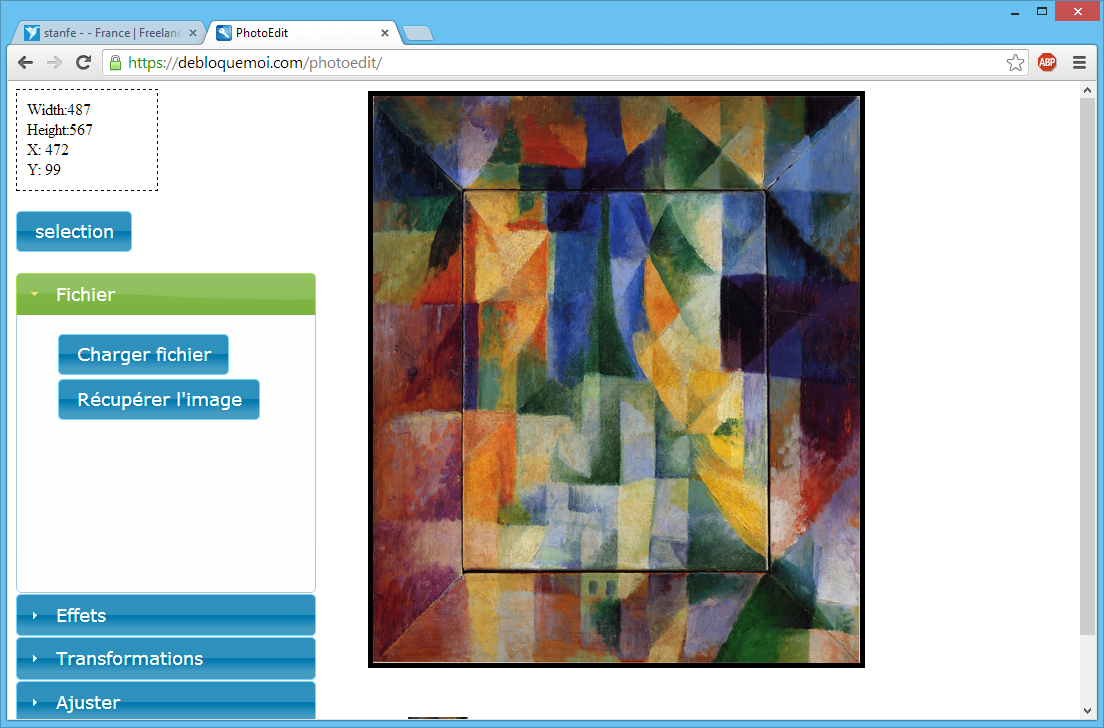 stanfe - - France | Freelanc
PhotoEdit
https://debloquemoi.com/photoedit/
ABP
Width:487
Height:567
X: 472
Y: 99
selection
Fichier
Charger fichier
Récupérer l'image
Effets
Transformations
Ajuster